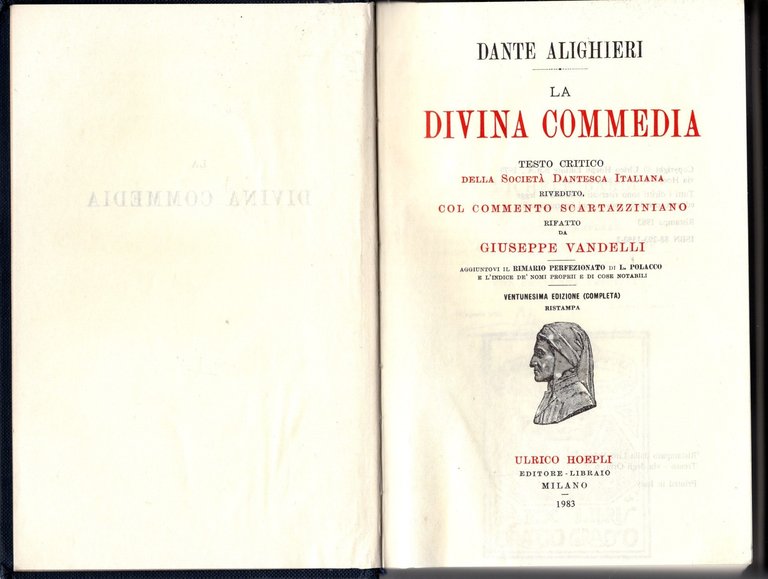 DANTE ALIGHIERI
LA
DIVINA COMMEDIA
TESTO CRITICO
DELLA SOCIETÀ DANTESCA ITALIANA
RIVEDUTO,
COL COMMENTO SCARTAZZINIANO
RIFATTO
DA
GIUSEPPE VANDELLI
AGGIUNTOVI IL RIMARIO PERFEZIONATO DI L. POLACCO
E L'INDICE DE' NOMI PROPRII E DI COSE NOTABILI
VENTUNESIMA EDIZIONE (COMPLETA)
RISTAMPA
ULRICO HOEPLI
EDITORE-LIBRAIO
MILANO
1983